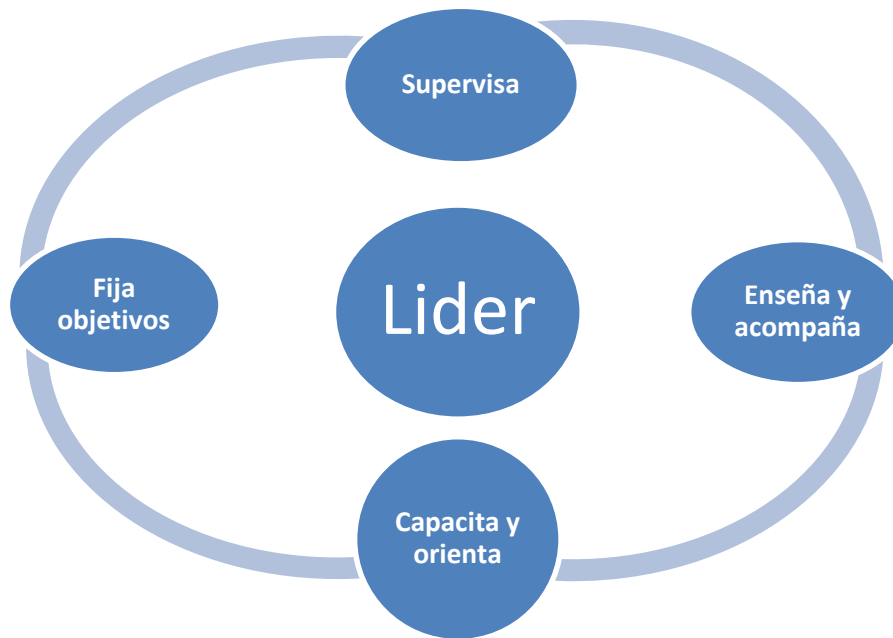 Supervisa
Fija
objetivos
Lider
Enseña y
acompaña
Capacita y
orienta